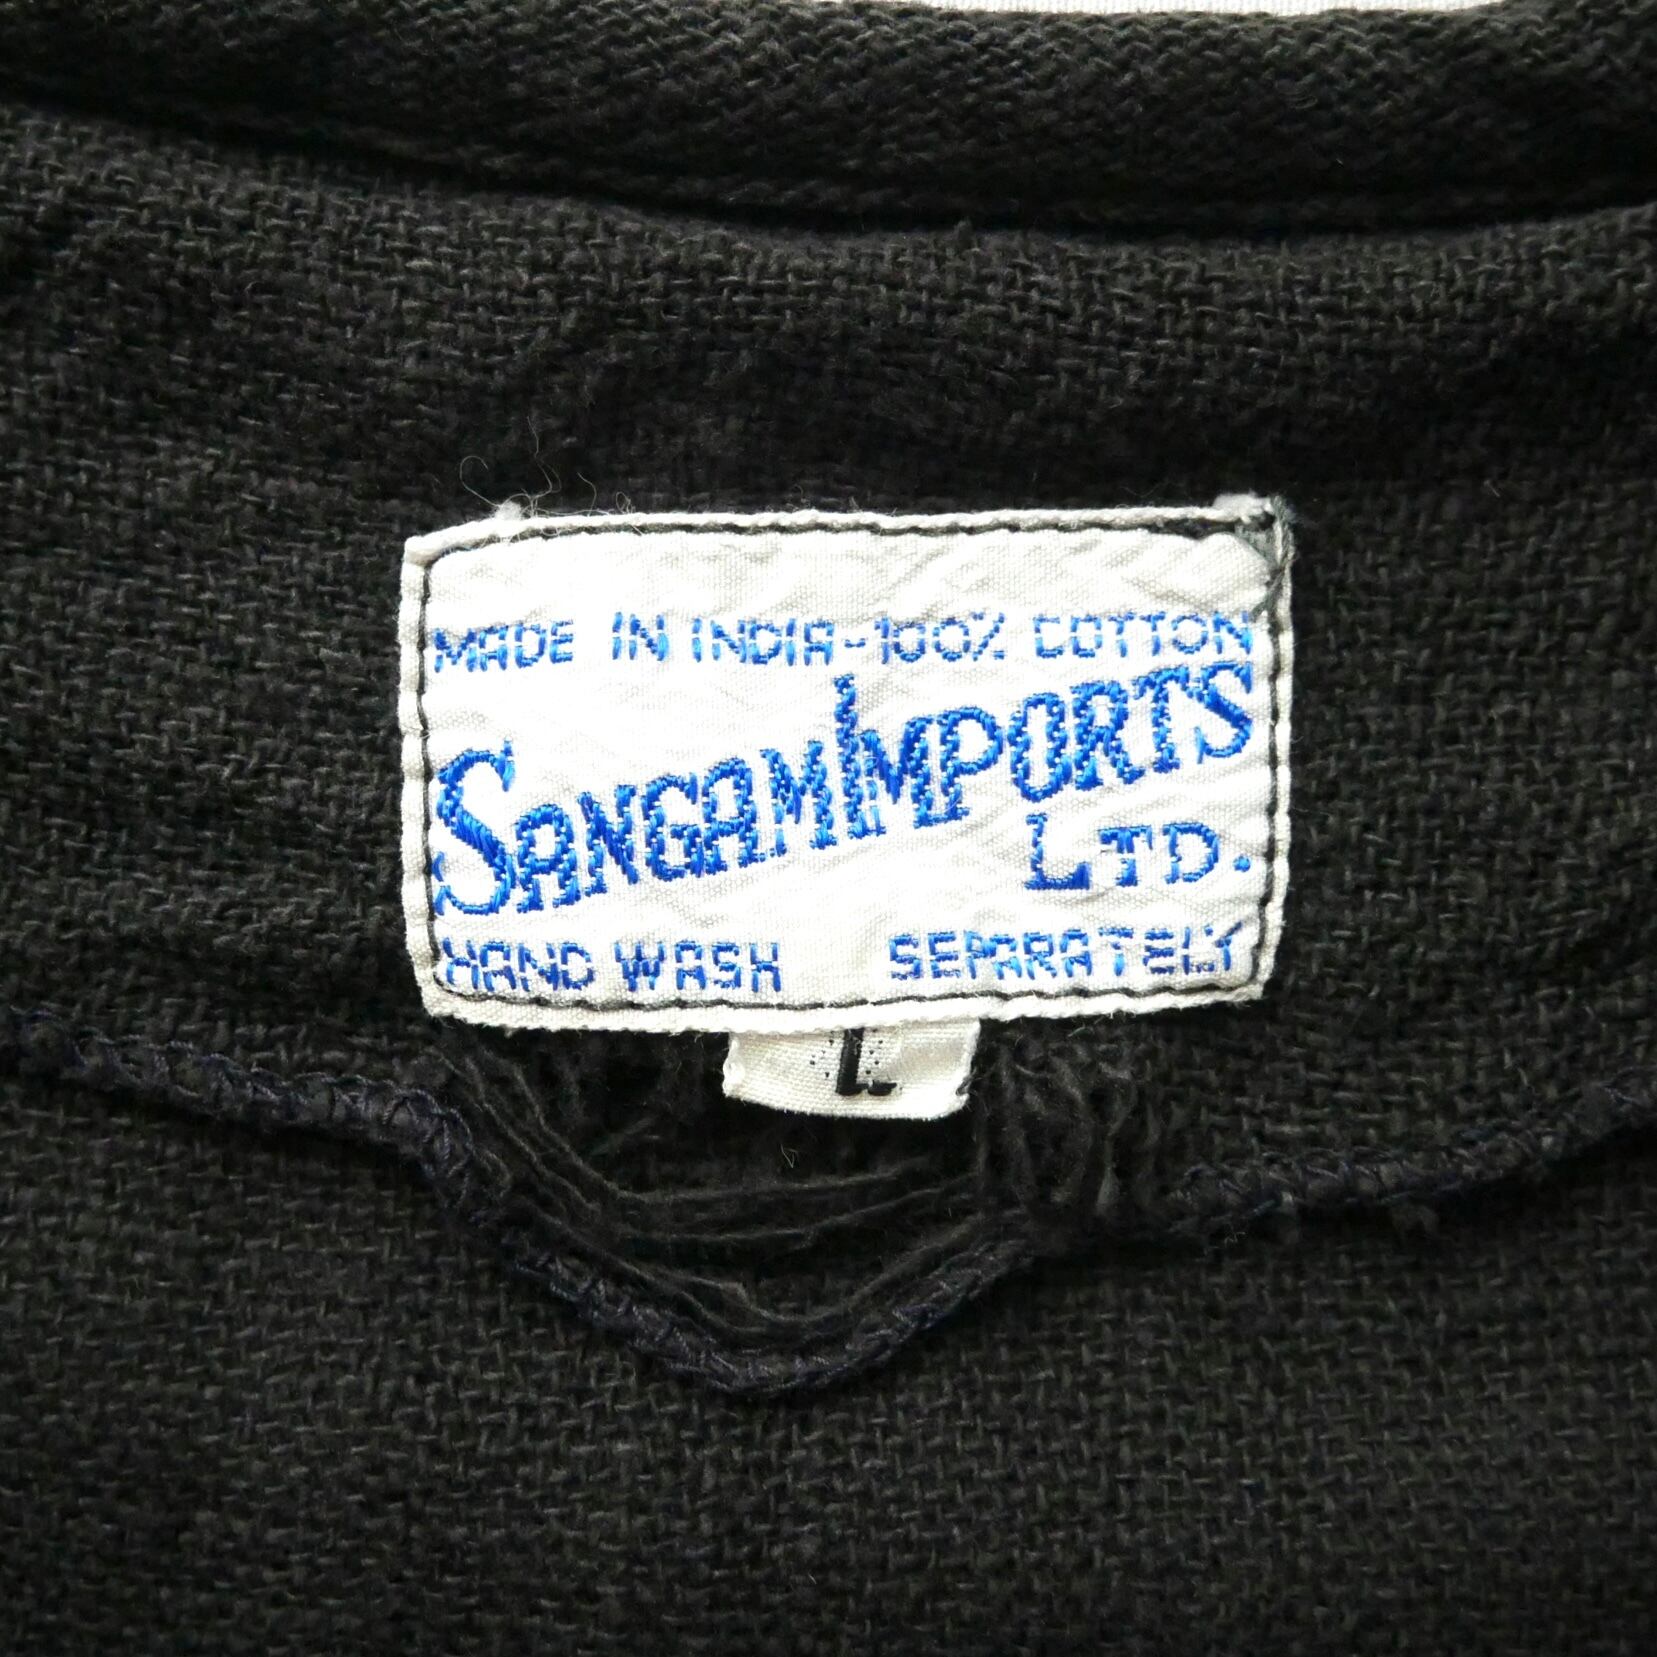 MADE IN INDIA-100% COTTON
SANGAM IMPORTS
LTD.
HAND WASH SEPARATELY
L